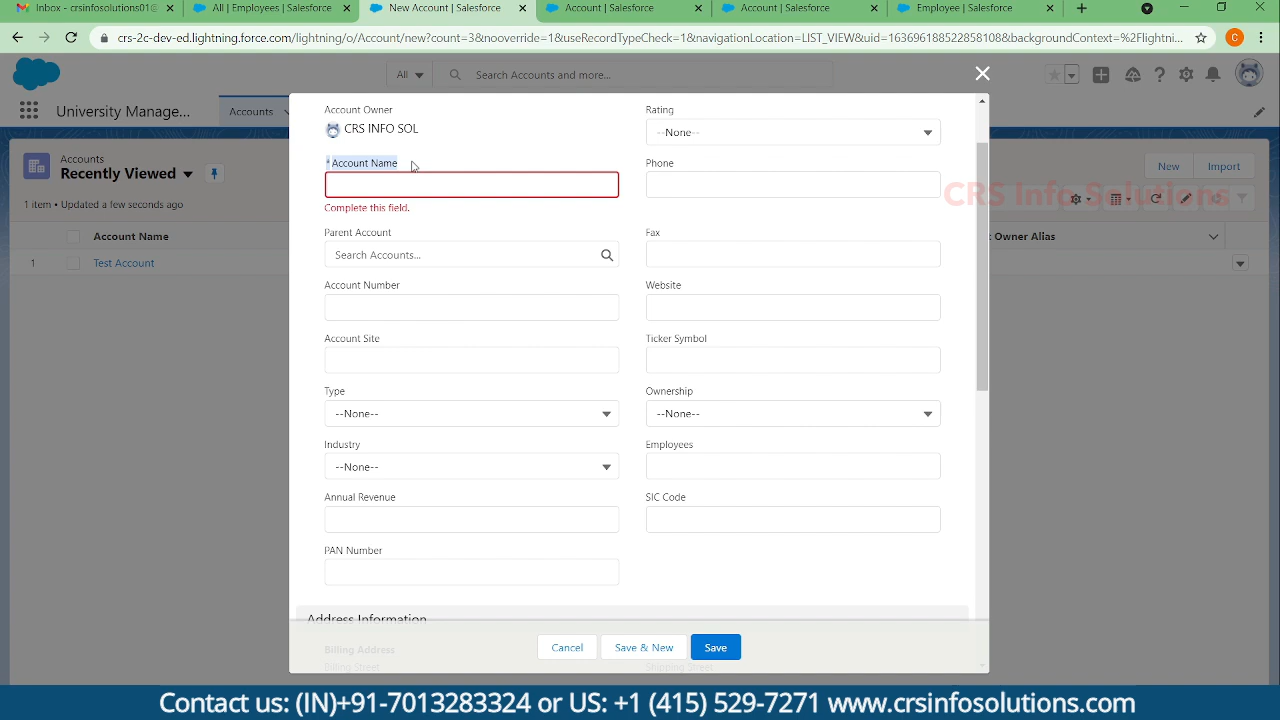 Inbox - crsinfosolutions01@
All | Employees | Salesforce
New Account | Salesforce
Account | Salesforce
Account | Salesforce
Employee | Salesforce
crs-2c-dev-ed.lightning.force.com/lightning/o/Account/new?count=3&nooverride=1&useRecordTypeCheck=1&navigationLocation=LIST_VIEW&uid=163696188522858108&backgroundContext=%2Flightni...
C
All
Search Accounts and more...
University Manage...
Accounts
Accounts
Recently Viewed
New
Import
1 item • Updated a few seconds ago
Account Name
Owner Alias
1
Test Account
CRS Info Solutions
Account Owner
CRS INFO SOL
Rating
--None--
* Account Name
Complete this field.
Phone
Parent Account
Search Accounts...
Fax
Account Number
Website
Account Site
Ticker Symbol
Type
--None--
Ownership
--None--
Industry
--None--
Employees
Annual Revenue
SIC Code
PAN Number
Address Information
Billing Address
Billing Street
Shipping Street
Cancel
Save & New
Save
Contact us: (IN)+91-7013283324 or US: +1 (415) 529-7271 www.crsinfosolutions.com